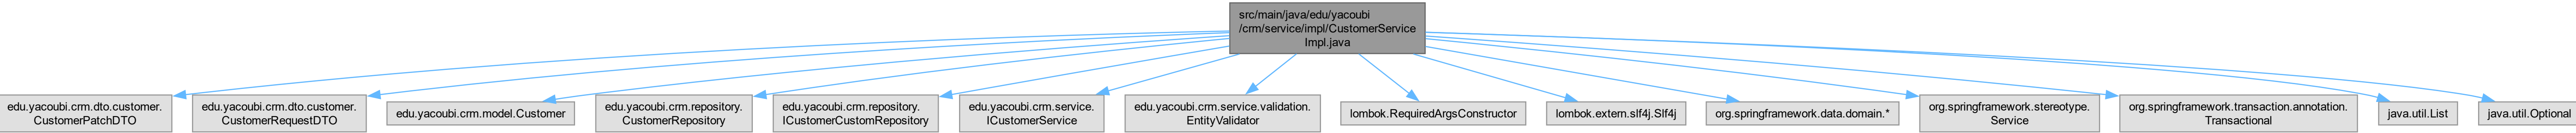 src/main/java/edu/yacoubi
/crm/service/impl/CustomerService
Impl.java
edu.yacoubi.crm.dto.customer.
CustomerPatchDTO
edu.yacoubi.crm.dto.customer.
CustomerRequestDTO
edu.yacoubi.crm.model.Customer
edu.yacoubi.crm.repository.
CustomerRepository
edu.yacoubi.crm.repository.
ICustomerCustomRepository
edu.yacoubi.crm.service.
ICustomerService
edu.yacoubi.crm.service.validation.
EntityValidator
lombok.RequiredArgsConstructor
lombok.extern.slf4j.Slf4j
org.springframework.data.domain.*
org.springframework.stereotype.
Service
org.springframework.transaction.annotation.
Transactional
java.util.List
java.util.Optional